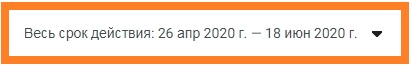 Весь срок действия: 26 апр 2020 г. — 18 июн 2020 г.